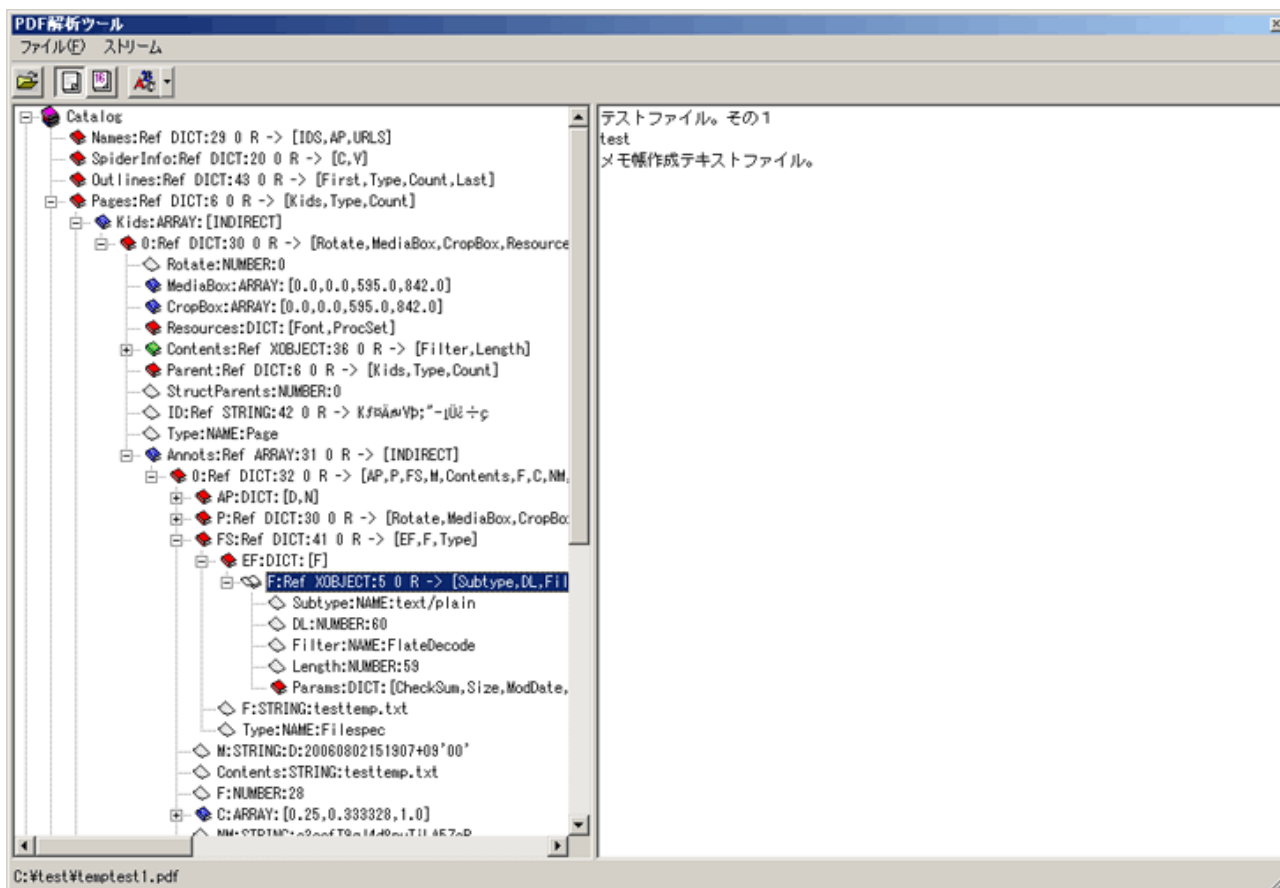 PDF解析ツール
ファイル(F) ストリーム
Catalog
Names:Ref DICT:29 0 R -> [IDS,AP,URLS]
SpiderInfo:Ref DICT:20 0 R -> [C,V]
Outlines:Ref DICT:43 0 R -> [First,Type,Count,Last]
Pages:Ref DICT:6 0 R -> [Kids,Type,Count]
Kids:ARRAY:[INDIRECT]
0:Ref DICT:30 0 R -> [Rotate,MediaBox,CropBox,Resource
Rotate:NUMBER:0
MediaBox:ARRAY:[0.0,0.0,595.0,842.0]
CropBox:ARRAY:[0.0,0.0,595.0,842.0]
Resources:DICT:[Font,ProcSet]
Contents:Ref XOBJECT:36 0 R -> [Filter,Length]
Parent:Ref DICT:6 0 R -> [Kids,Type,Count]
StructParents:NUMBER:0
ID:Ref STRING:42 0 R ->
Type:NAME:Page
Annots:Ref ARRAY:31 0 R -> [INDIRECT]
0:Ref DICT:32 0 R -> [AP,P,FS,M,Contents,F,C,NM,
AP:DICT:[D,N]
P:Ref DICT:30 0 R -> [Rotate,MediaBox,CropBo
FS:Ref DICT:41 0 R -> [EF,F,Type]
EF:DICT:[F]
F:Ref XOBJECT:5 0 R -> [Subtype,DL,Fil
Subtype:NAME:text/plain
DL:NUMBER:60
Filter:NAME:FlateDecode
Length:NUMBER:59
Params:DICT:[CheckSum,Size,ModDate,
F:STRING:testtemp.txt
Type:NAME:Filespec
M:STRING:D:20060802151907+09'00'
Contents:STRING:testtemp.txt
F:NUMBER:28
C:ARRAY:[0.25,0.333328,1.0]
テストファイル。その1
test
メモ帳作成テキストファイル。
C:¥test¥temptest1.pdf